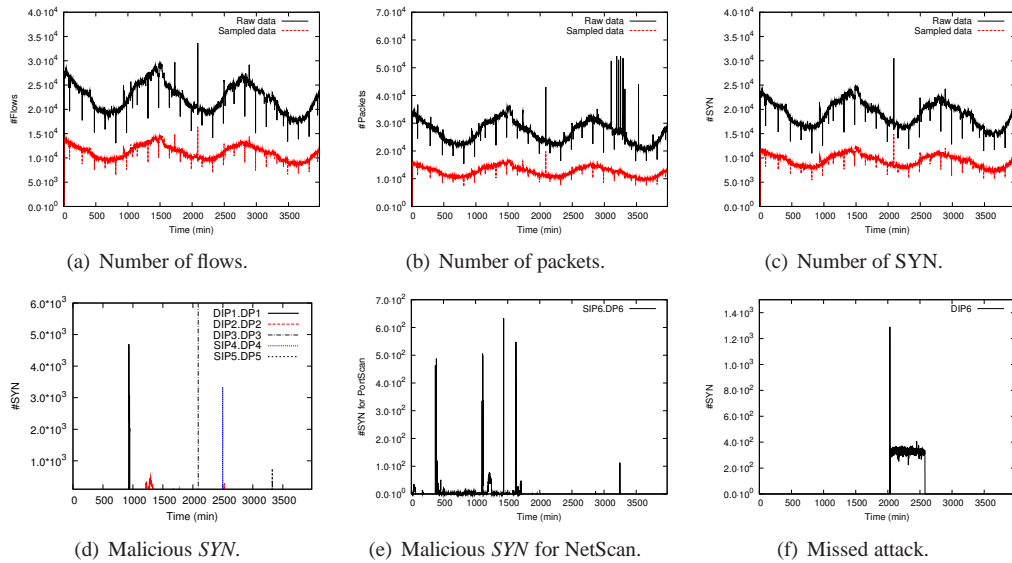 4.0·10⁴
3.5·10⁴
3.0·10⁴
2.5·10⁴
2.0·10⁴
1.5·10⁴
1.0·10⁴
5.0·10³
0.0·10⁰
#Flows
Raw data
Sampled data
0 500 1000 1500 2000 2500 3000 3500
Time (min)
(a) Number of flows.
7.0·10⁴
6.0·10⁴
5.0·10⁴
4.0·10⁴
3.0·10⁴
2.0·10⁴
1.0·10⁴
0.0·10⁰
#Packets
Raw data
Sampled data
0 500 1000 1500 2000 2500 3000 3500
Time (min)
(b) Number of packets.
4.0·10⁴
3.5·10⁴
3.0·10⁴
2.5·10⁴
2.0·10⁴
1.5·10⁴
1.0·10⁴
5.0·10³
0.0·10⁰
#SYN
Raw data
Sampled data
0 500 1000 1500 2000 2500 3000 3500
Time (min)
(c) Number of SYN.
6.0*10³
5.0*10³
4.0*10³
3.0*10³
2.0*10³
1.0*10³
#SYN
DIP1.DP1
DIP2.DP2
DIP3.DP3
SIP4.DP4
SIP5.DP5
0 500 1000 1500 2000 2500 3000 3500
Time (min)
(d) Malicious SYN.
7.0·10²
6.0·10²
5.0·10²
4.0·10²
3.0·10²
2.0·10²
1.0·10²
0.0·10⁰
#SYN for PortScan
SIP6.DP6
0 500 1000 1500 2000 2500 3000 3500
Time (min)
(e) Malicious SYN for NetScan.
1.4·10³
1.2·10³
1.0·10³
8.0·10²
6.0·10²
4.0·10²
2.0·10²
0.0·10⁰
#SYN
DIP6
0 500 1000 1500 2000 2500 3000 3500
Time (min)
(f) Missed attack.